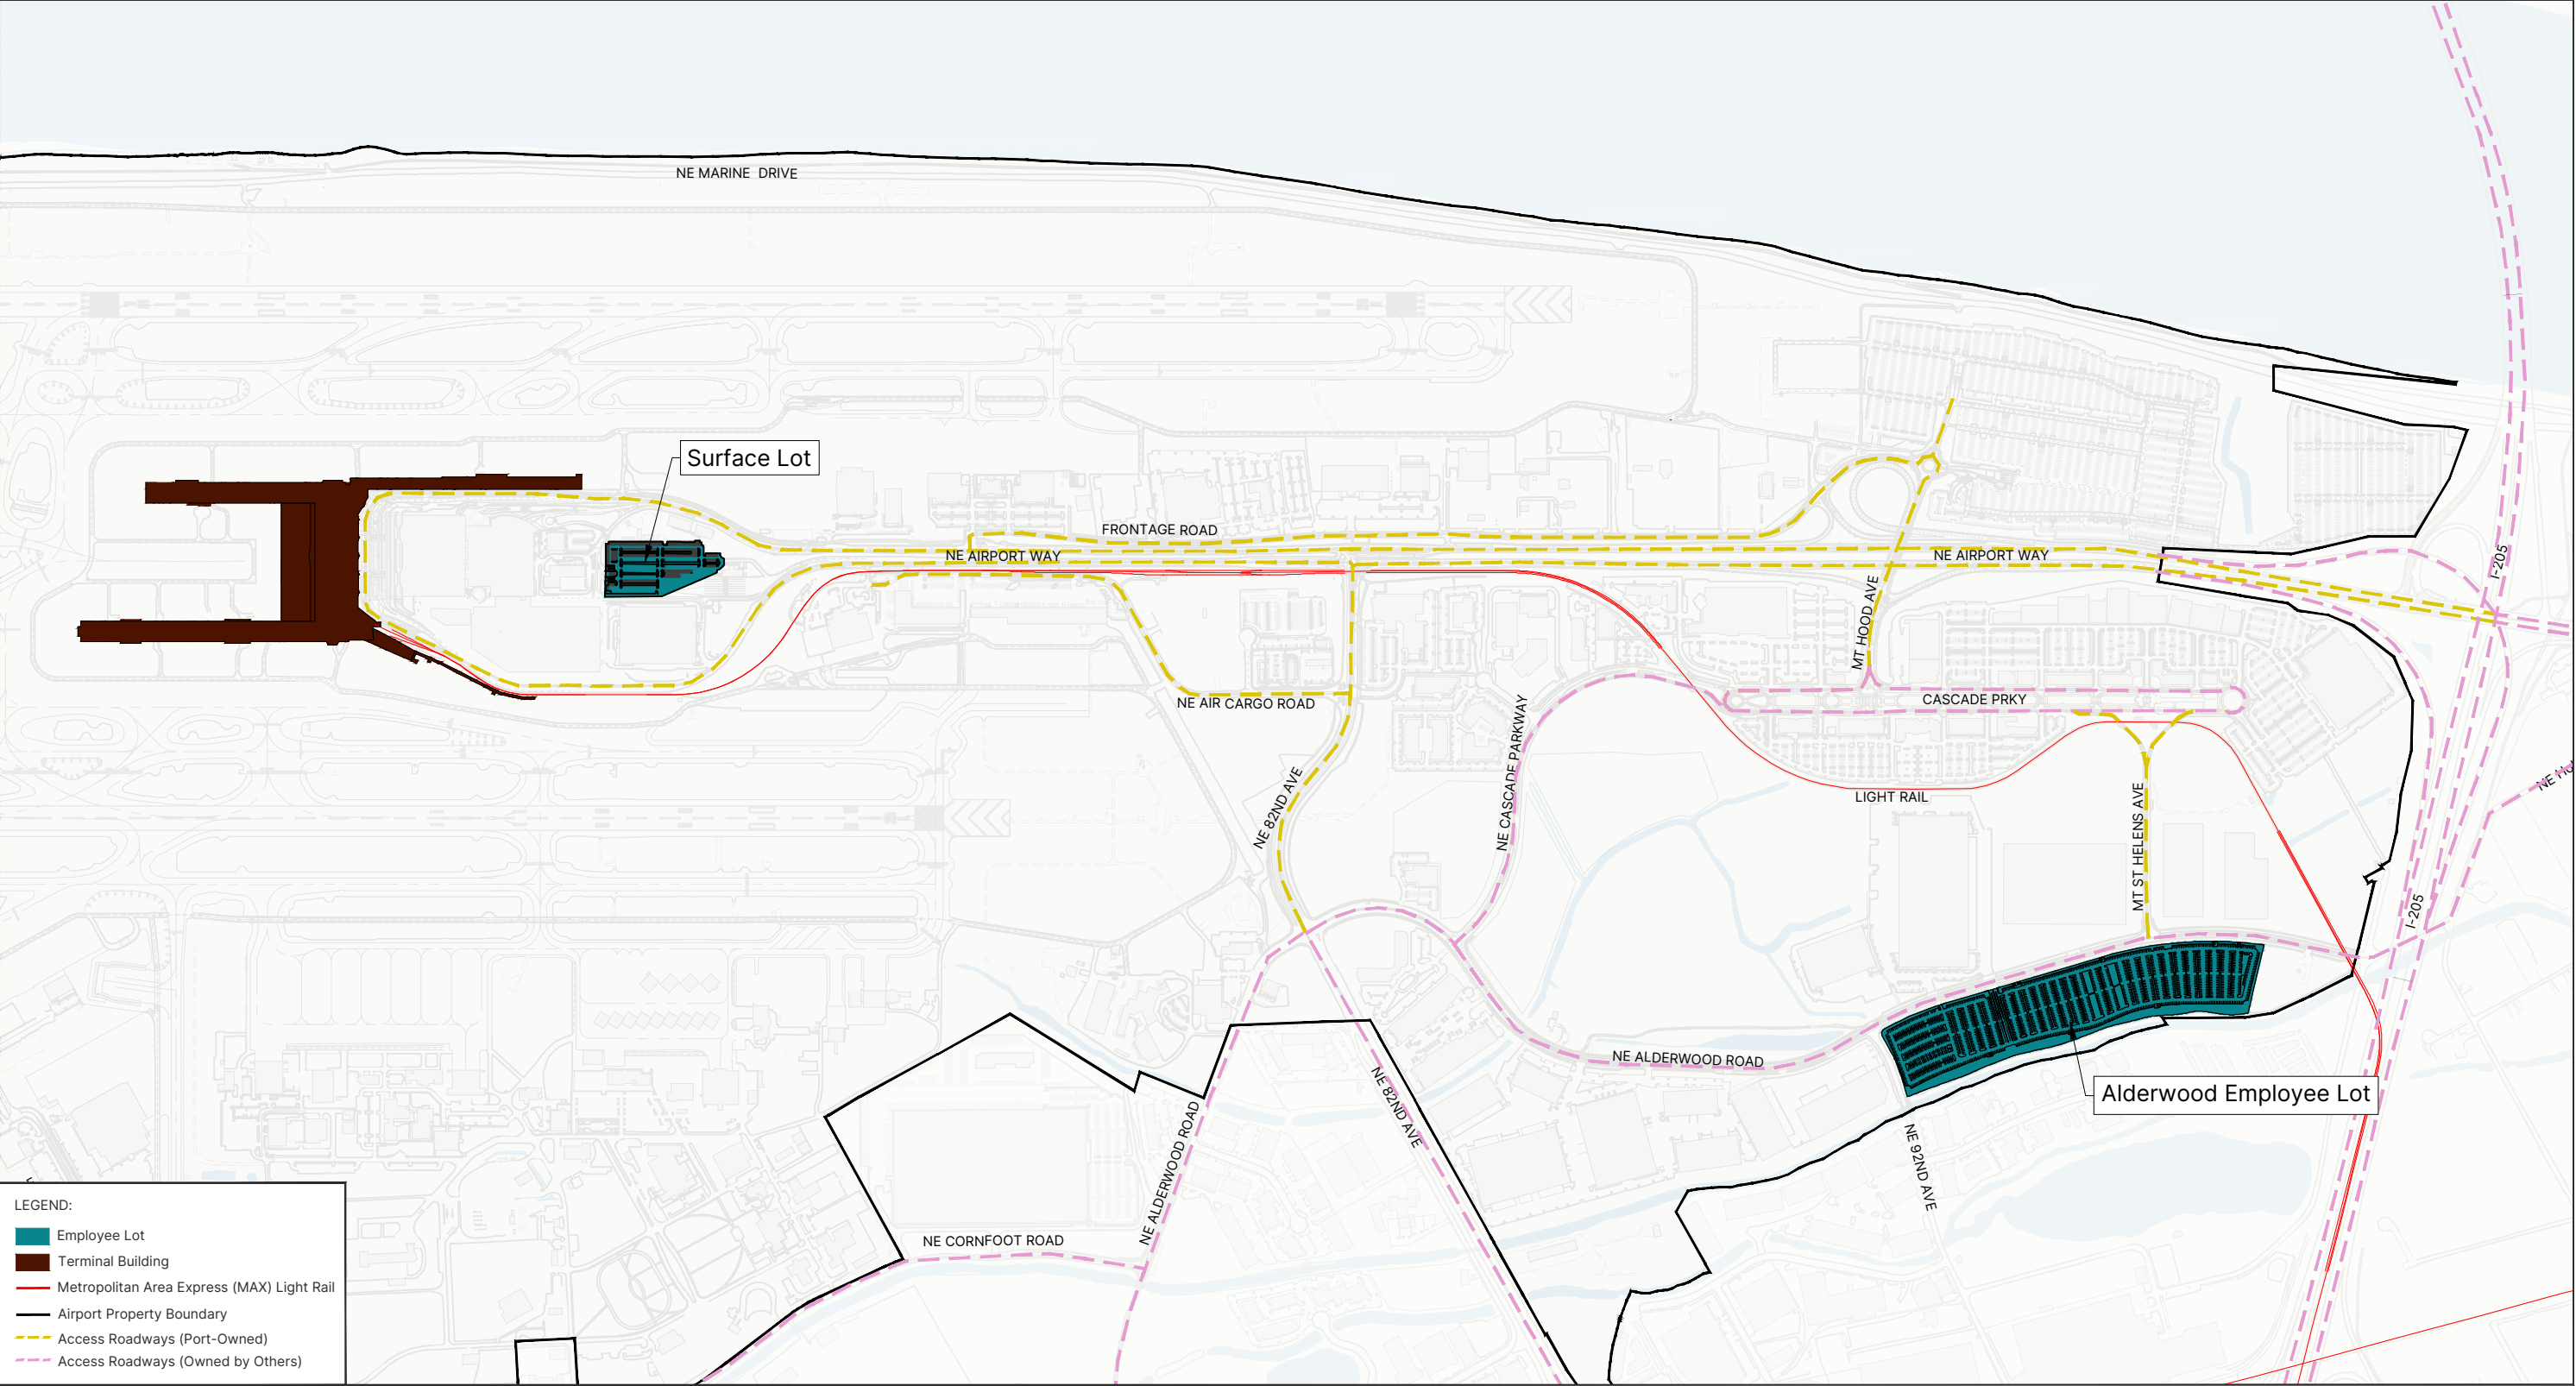 NE MARINE DRIVE
Surface Lot
FRONTAGE ROAD
NE AIRPORT WAY
NE AIRPORT WAY
I-205
MT HOOD AVE
NE AIR CARGO ROAD
CASCADE PRKY
NE CASCADE PARKWAY
NE 82ND AVE
LIGHT RAIL
MT ST HELENS AVE
I-205
NE ALDERWOOD ROAD
NE 82ND AVE
Alderwood Employee Lot
NE ALDERWOOD ROAD
NE 92ND AVE
NE CORNFOOT ROAD
LEGEND:
Employee Lot
Terminal Building
Metropolitan Area Express (MAX) Light Rail
Airport Property Boundary
Access Roadways (Port-Owned)
Access Roadways (Owned by Others)